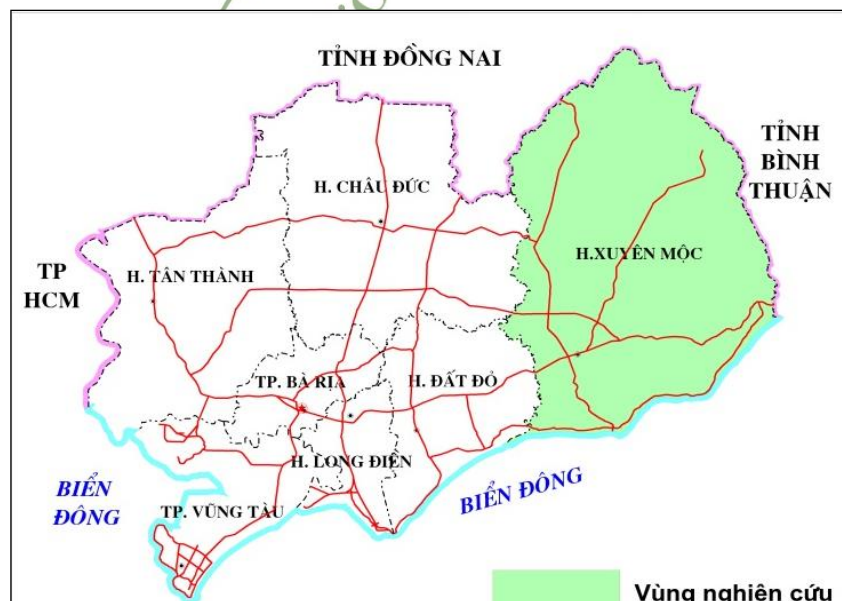 TỈNH ĐỒNG NAI
TỈNH
BÌNH
THUẬN
H. CHÂU ĐỨC
TP
HCM
H. TÂN THÀNH
H.XUYÊN MỘC
TP. BÀ RỊA
H. ĐẤT ĐỎ
H. LONG ĐIỀN
BIỂN
ĐÔNG
TP. VŨNG TÀU
BIỂN ĐÔNG
Vùng nghiên cứu